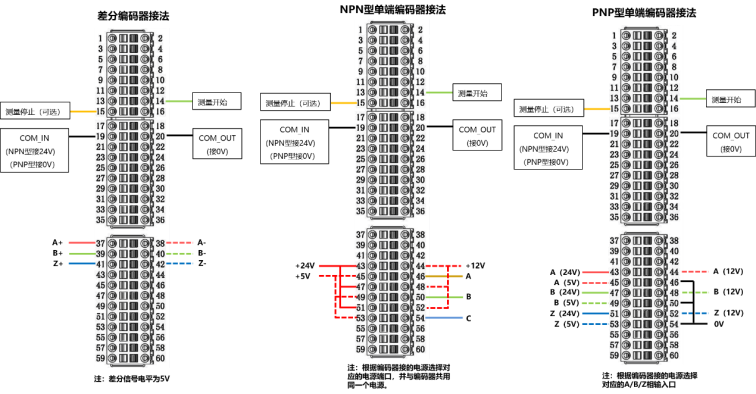 差分编码器接法
1 2
3 4
5 6
7 8
9 10
11 12
13 14
15 16
测量停止（可选）
测量开始
17 18
19 20
21 22
23 24
25 26
27 28
29 30
31 32
33 34
35 36
COM_IN
(NPN型接24V)
(PNP型接0V)
COM_OUT
(接0V)
37 38
39 40
41 42
43 44
45 46
47 48
49 50
51 52
53 54
55 56
57 58
59 60
A+ A-
B+ B-
Z+ Z-
注：差分信号电平为5V
NPN型单端编码器接法
1 2
3 4
5 6
7 8
9 10
11 12
13 14
15 16
测量停止（可选）
测量开始
17 18
19 20
21 22
23 24
25 26
27 28
29 30
31 32
33 34
35 36
COM_IN
(NPN型接24V)
(PNP型接0V)
COM_OUT
(接0V)
37 38
39 40
41 42
43 44
45 46
47 48
49 50
51 52
53 54
55 56
57 58
59 60
+24V +12V
+5V A
B
C
注：根据编码器接的电源选择对
应的电源端口，并与编码器共用
同一个电源。
PNP型单端编码器接法
1 2
3 4
5 6
7 8
9 10
11 12
13 14
15 16
测量停止（可选）
测量开始
17 18
19 20
21 22
23 24
25 26
27 28
29 30
31 32
33 34
35 36
COM_IN
(NPN型接24V)
(PNP型接0V)
COM_OUT
(接0V)
37 38
39 40
41 42
43 44
45 46
47 48
49 50
51 52
53 54
55 56
57 58
59 60
A (24V) A (12V)
A (5V)
B (24V) B (12V)
B (5V)
Z (24V) Z (12V)
Z (5V) 0V
注：根据编码器接的电源选择
对应的A/B/Z相输入口